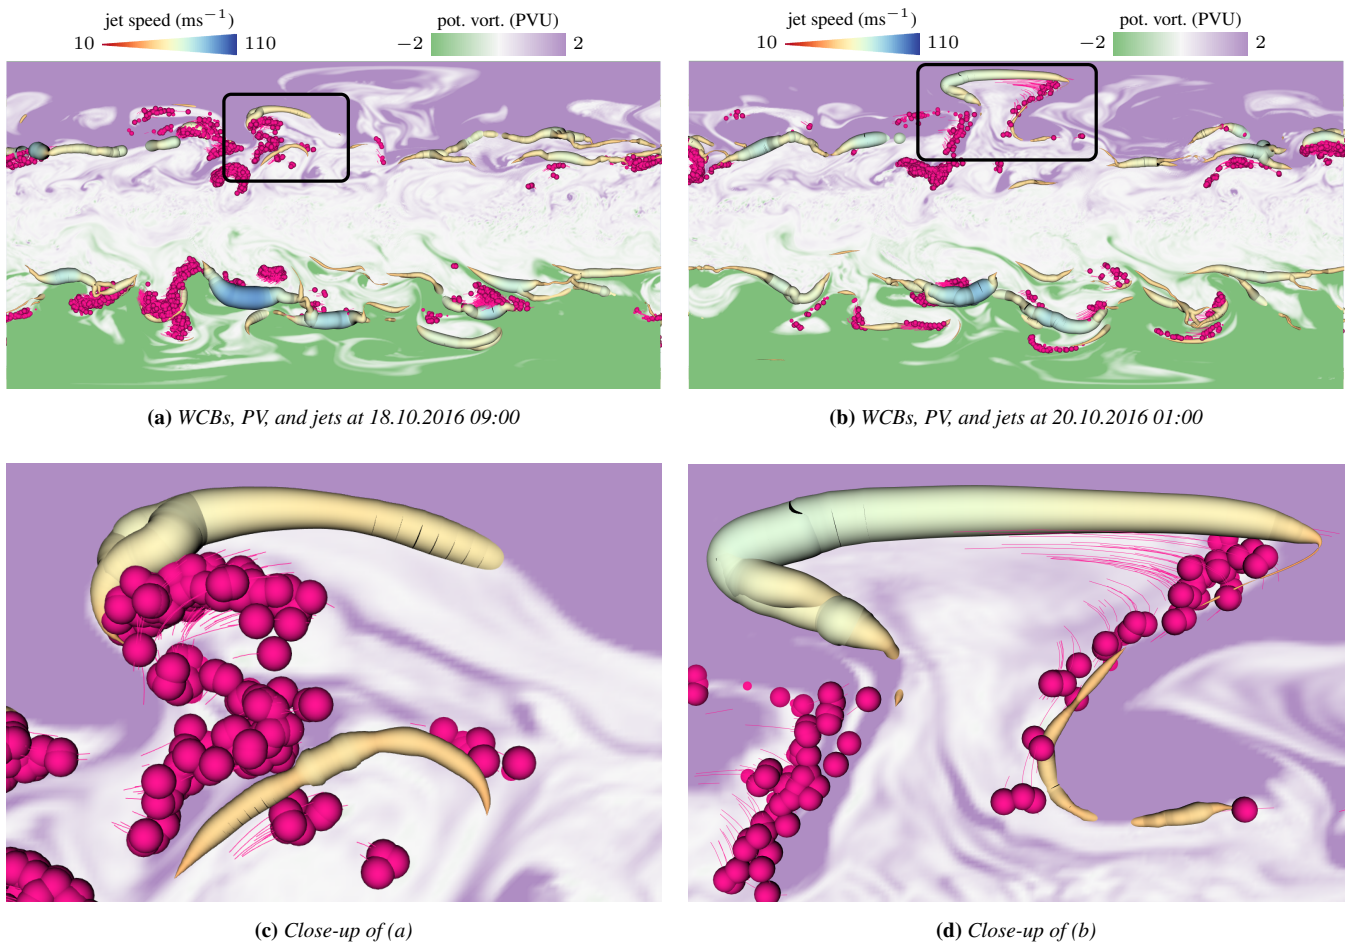 jet speed (ms−1)
10
110
pot. vort. (PVU)
−2
2
jet speed (ms−1)
10
110
pot. vort. (PVU)
−2
2
(a) WCBs, PV, and jets at 18.10.2016 09:00
(b) WCBs, PV, and jets at 20.10.2016 01:00
(c) Close-up of (a)
(d) Close-up of (b)